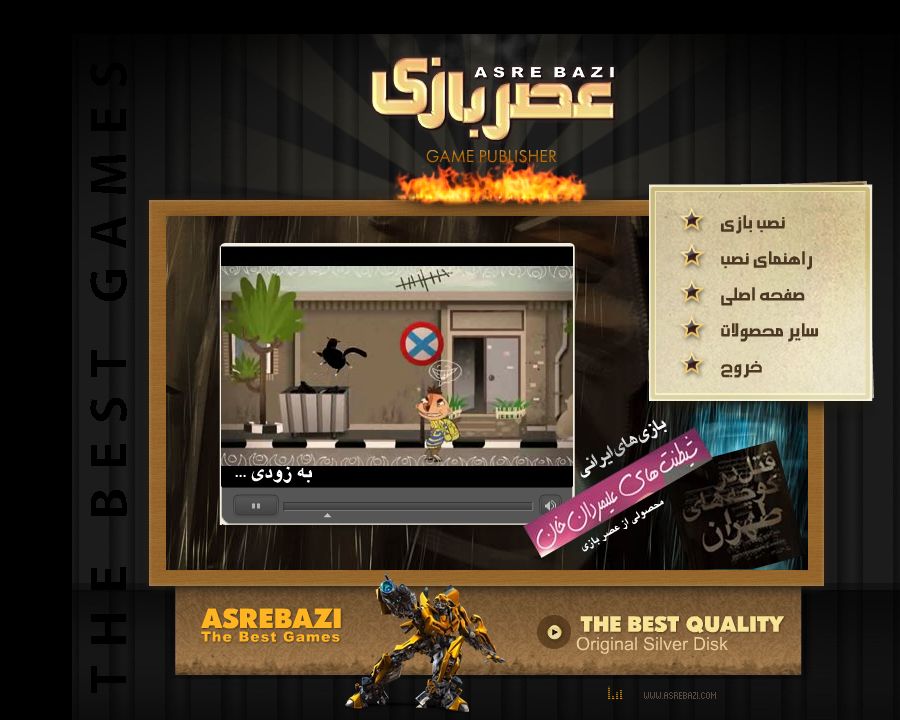 THE BEST GAMES
ASRE BAZI
عصر بازی
GAME PUBLISHER
نصب بازی
راهنمای نصب
صفحه اصلی
سایر محصولات
خروج
به زودی ...
بازی‌های ایرانی
شیطنت های علیمردان خان
محصولی از عصر بازی
قتل در
کوچه‌های
طهران
ASREBAZI
The Best Games
THE BEST QUALITY
Original Silver Disk
WWW.ASREBAZI.COM